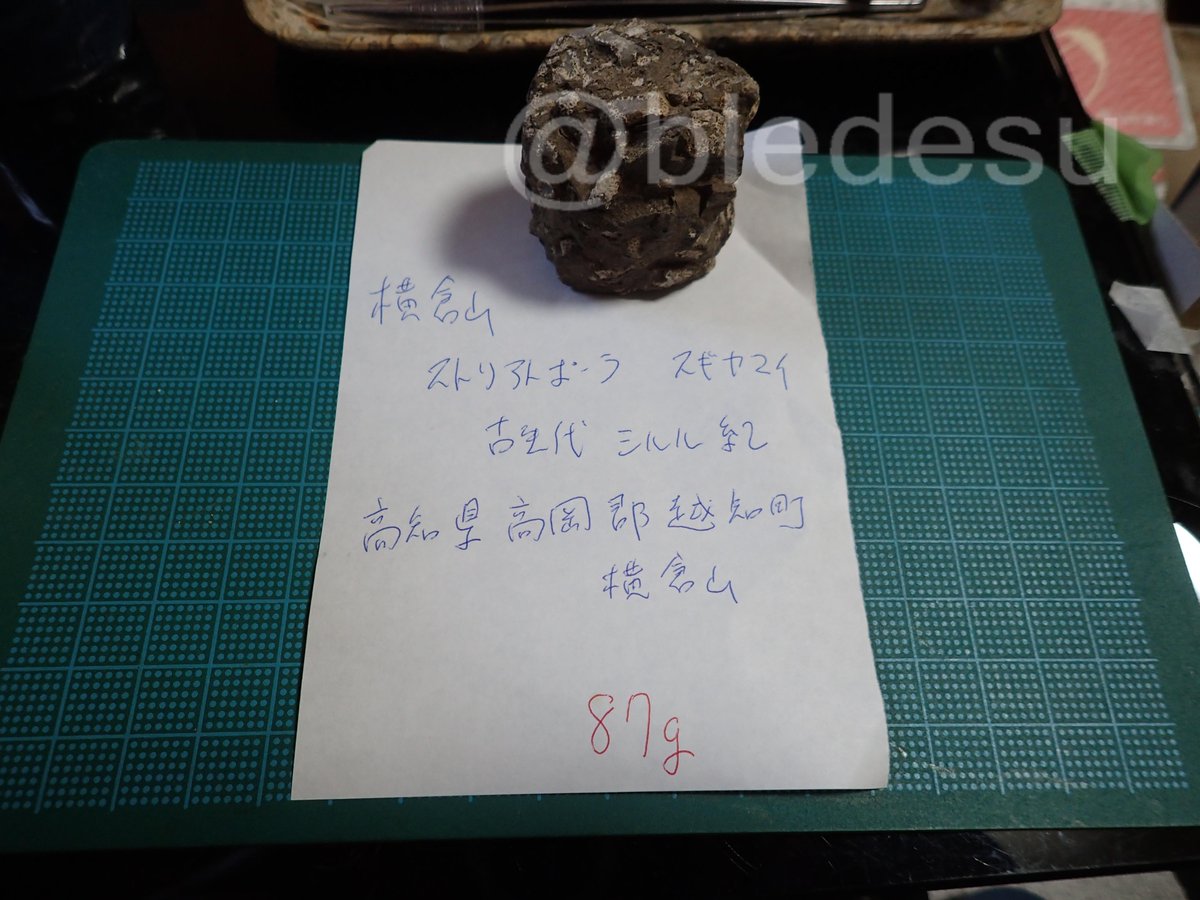 @bledesu
横倉山
ストリアトポーラ スギヤマイ
古生代 シルル紀
高知県高岡郡越知町
横倉山
87g